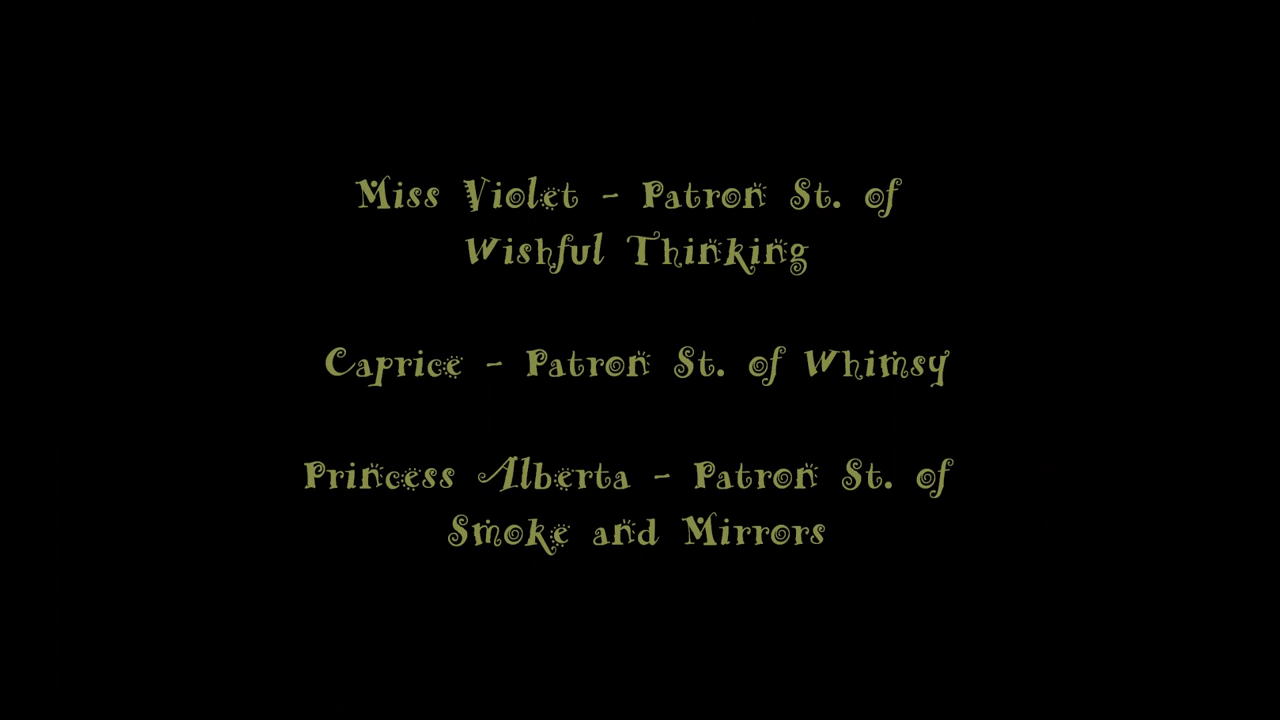 Miss Violet - Patron St. of
Wishful Thinking
Caprice - Patron St. of Whimsy
Princess Alberta - Patron St. of
Smoke and Mirrors